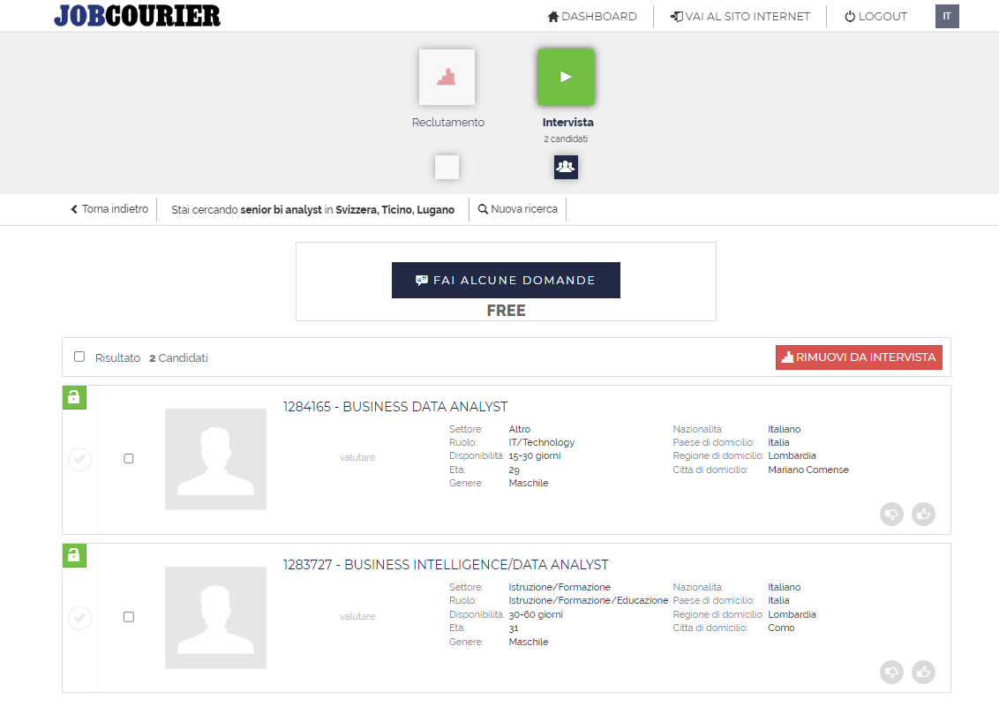 JOBCOURIER
DASHBOARD
VAI AL SITO INTERNET
LOGOUT
IT
Reclutamento
Intervista
2 candidati
Torna indietro
Stai cercando senior bi analyst in Svizzera, Ticino, Lugano
Nuova ricerca
FAI ALCUNE DOMANDE
FREE
Risultato 2 Candidati
RIMUOVI DA INTERVISTA
1284165 - BUSINESS DATA ANALYST
valutare
Settore: Altro
Ruolo: IT/Technology
Disponibilità: 15-30 giorni
Età: 29
Genere: Maschile
Nazionalità: Italiano
Paese di domicilio: Italia
Regione di domicilio: Lombardia
Città di domicilio: Mariano Comense
1283727 - BUSINESS INTELLIGENCE/DATA ANALYST
valutare
Settore: Istruzione/Formazione
Ruolo: Istruzione/Formazione/Educazione
Disponibilità: 30-60 giorni
Età: 31
Genere: Maschile
Nazionalità: Italiano
Paese di domicilio: Italia
Regione di domicilio: Lombardia
Città di domicilio: Como